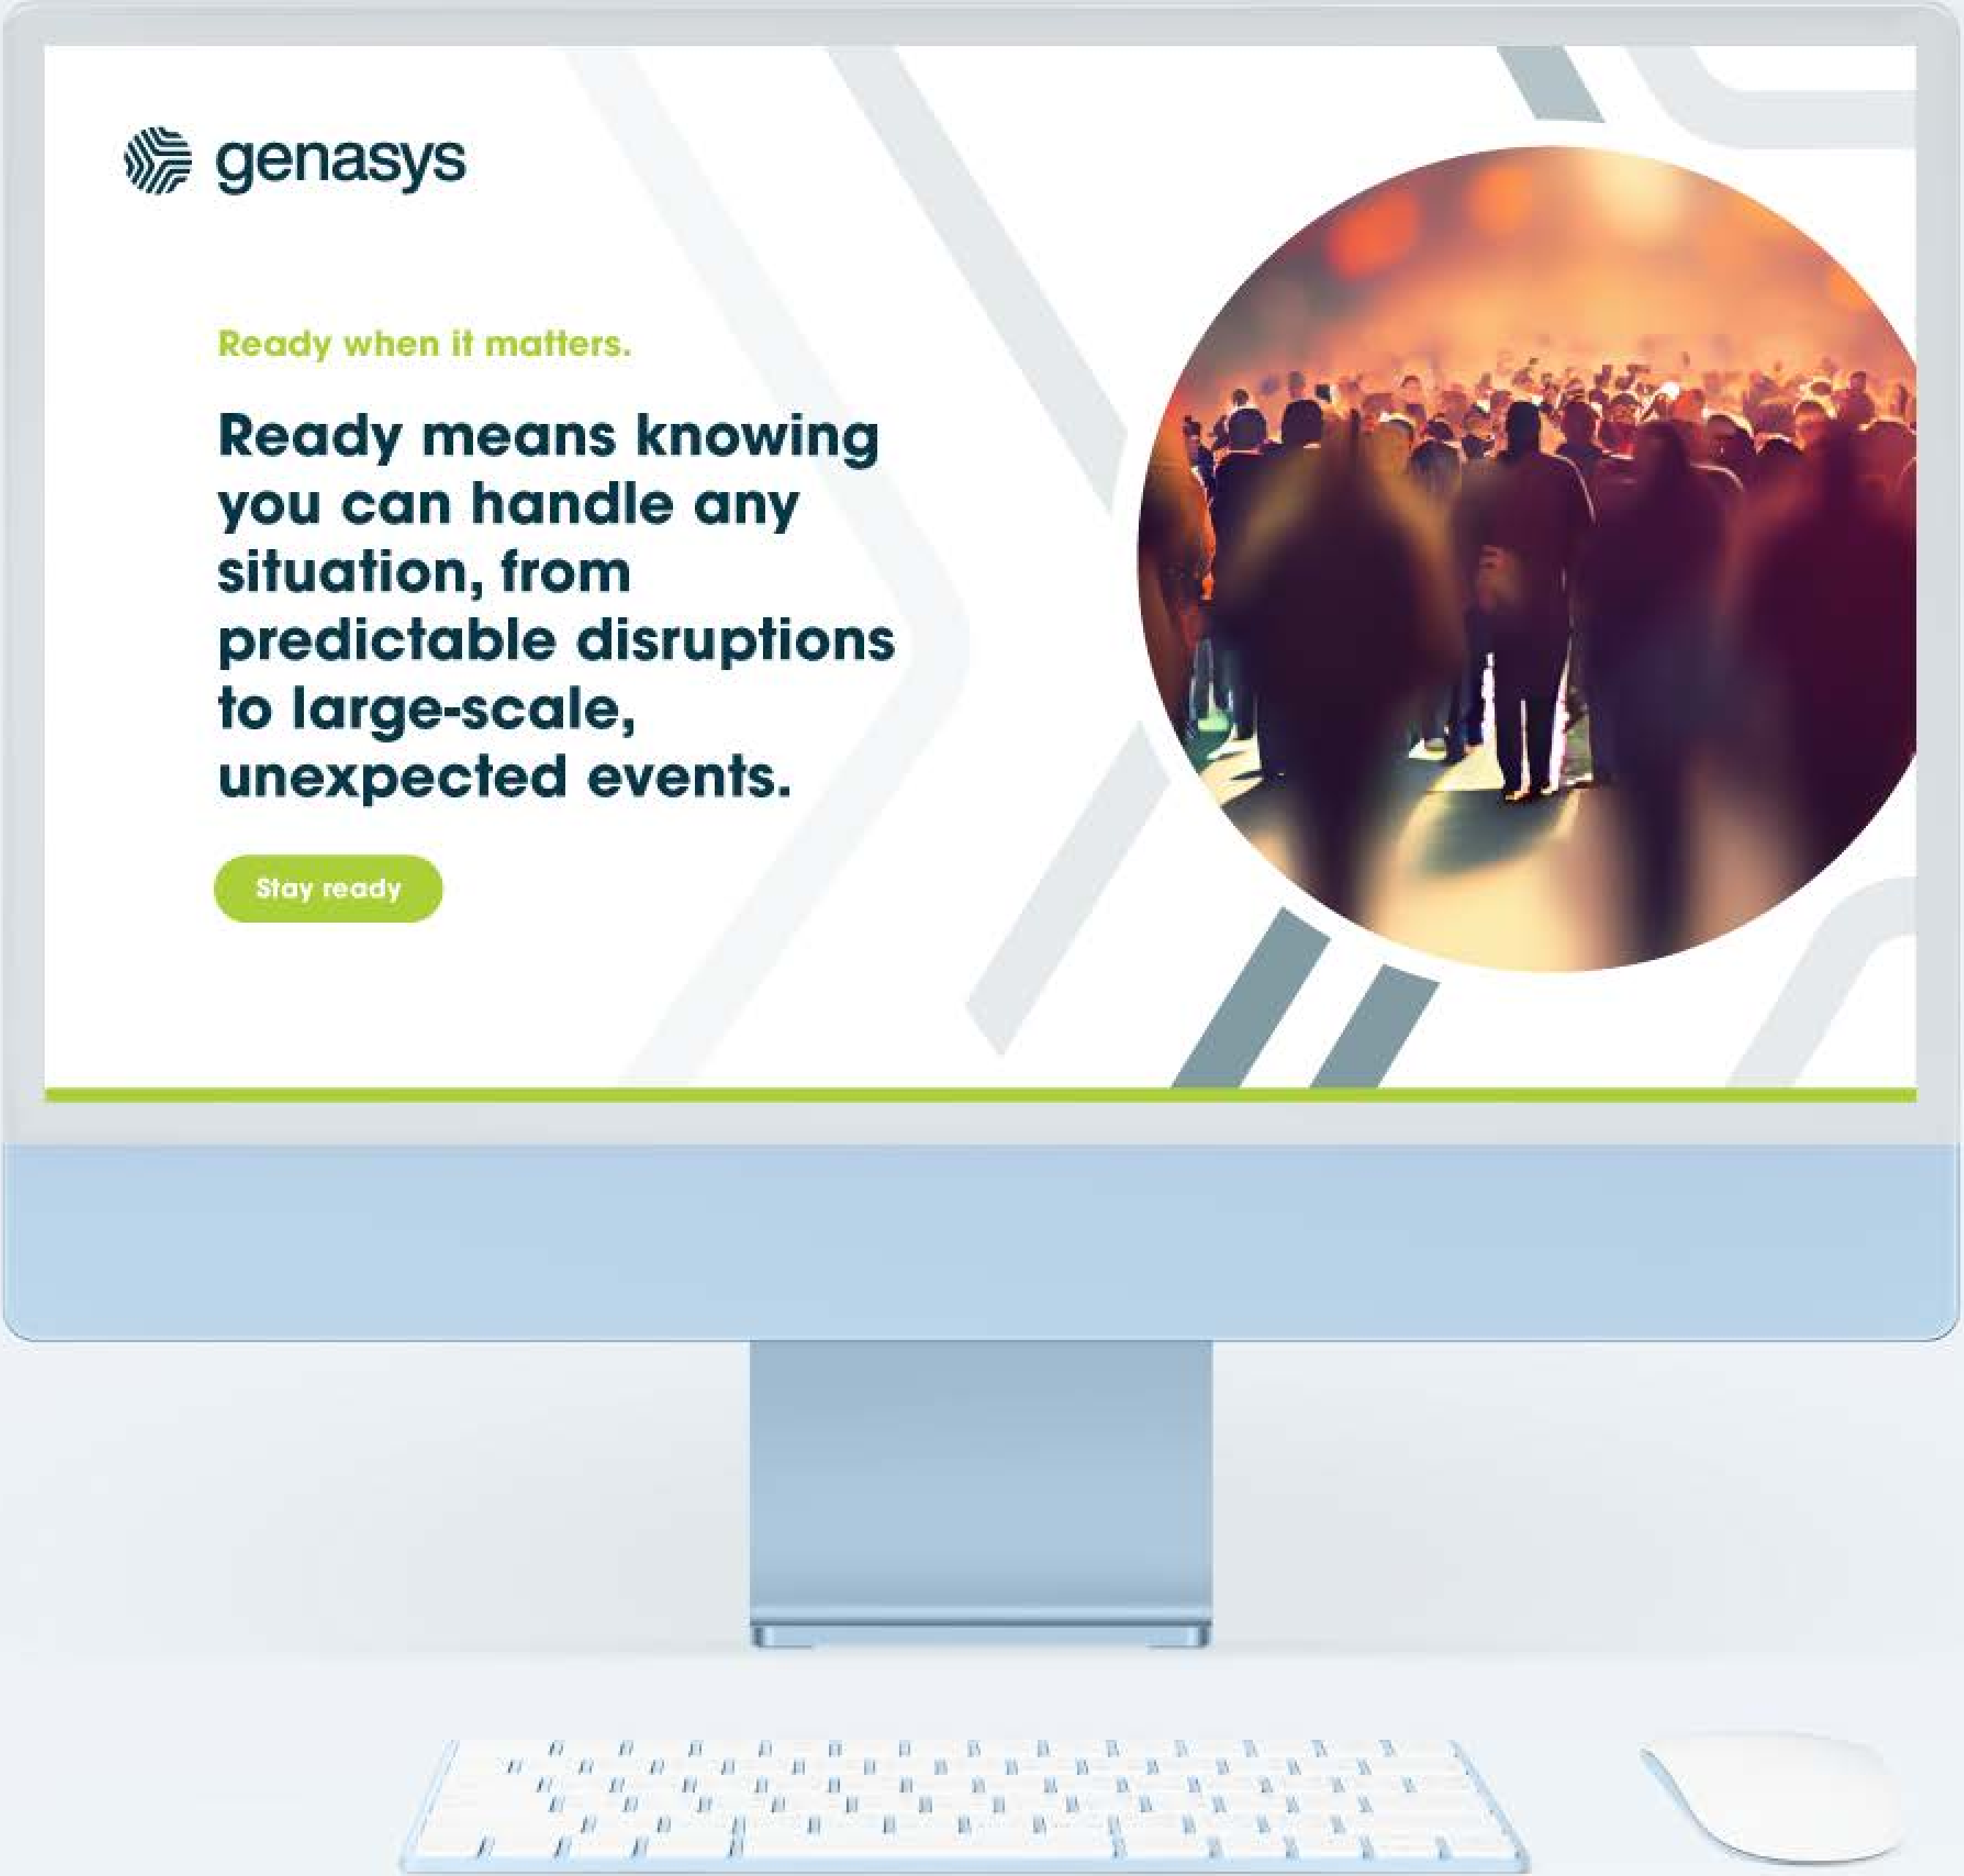 genasys
Ready when it matters.
Ready means knowing
you can handle any
situation, from
predictable disruptions
to large-scale,
unexpected events.
Stay ready